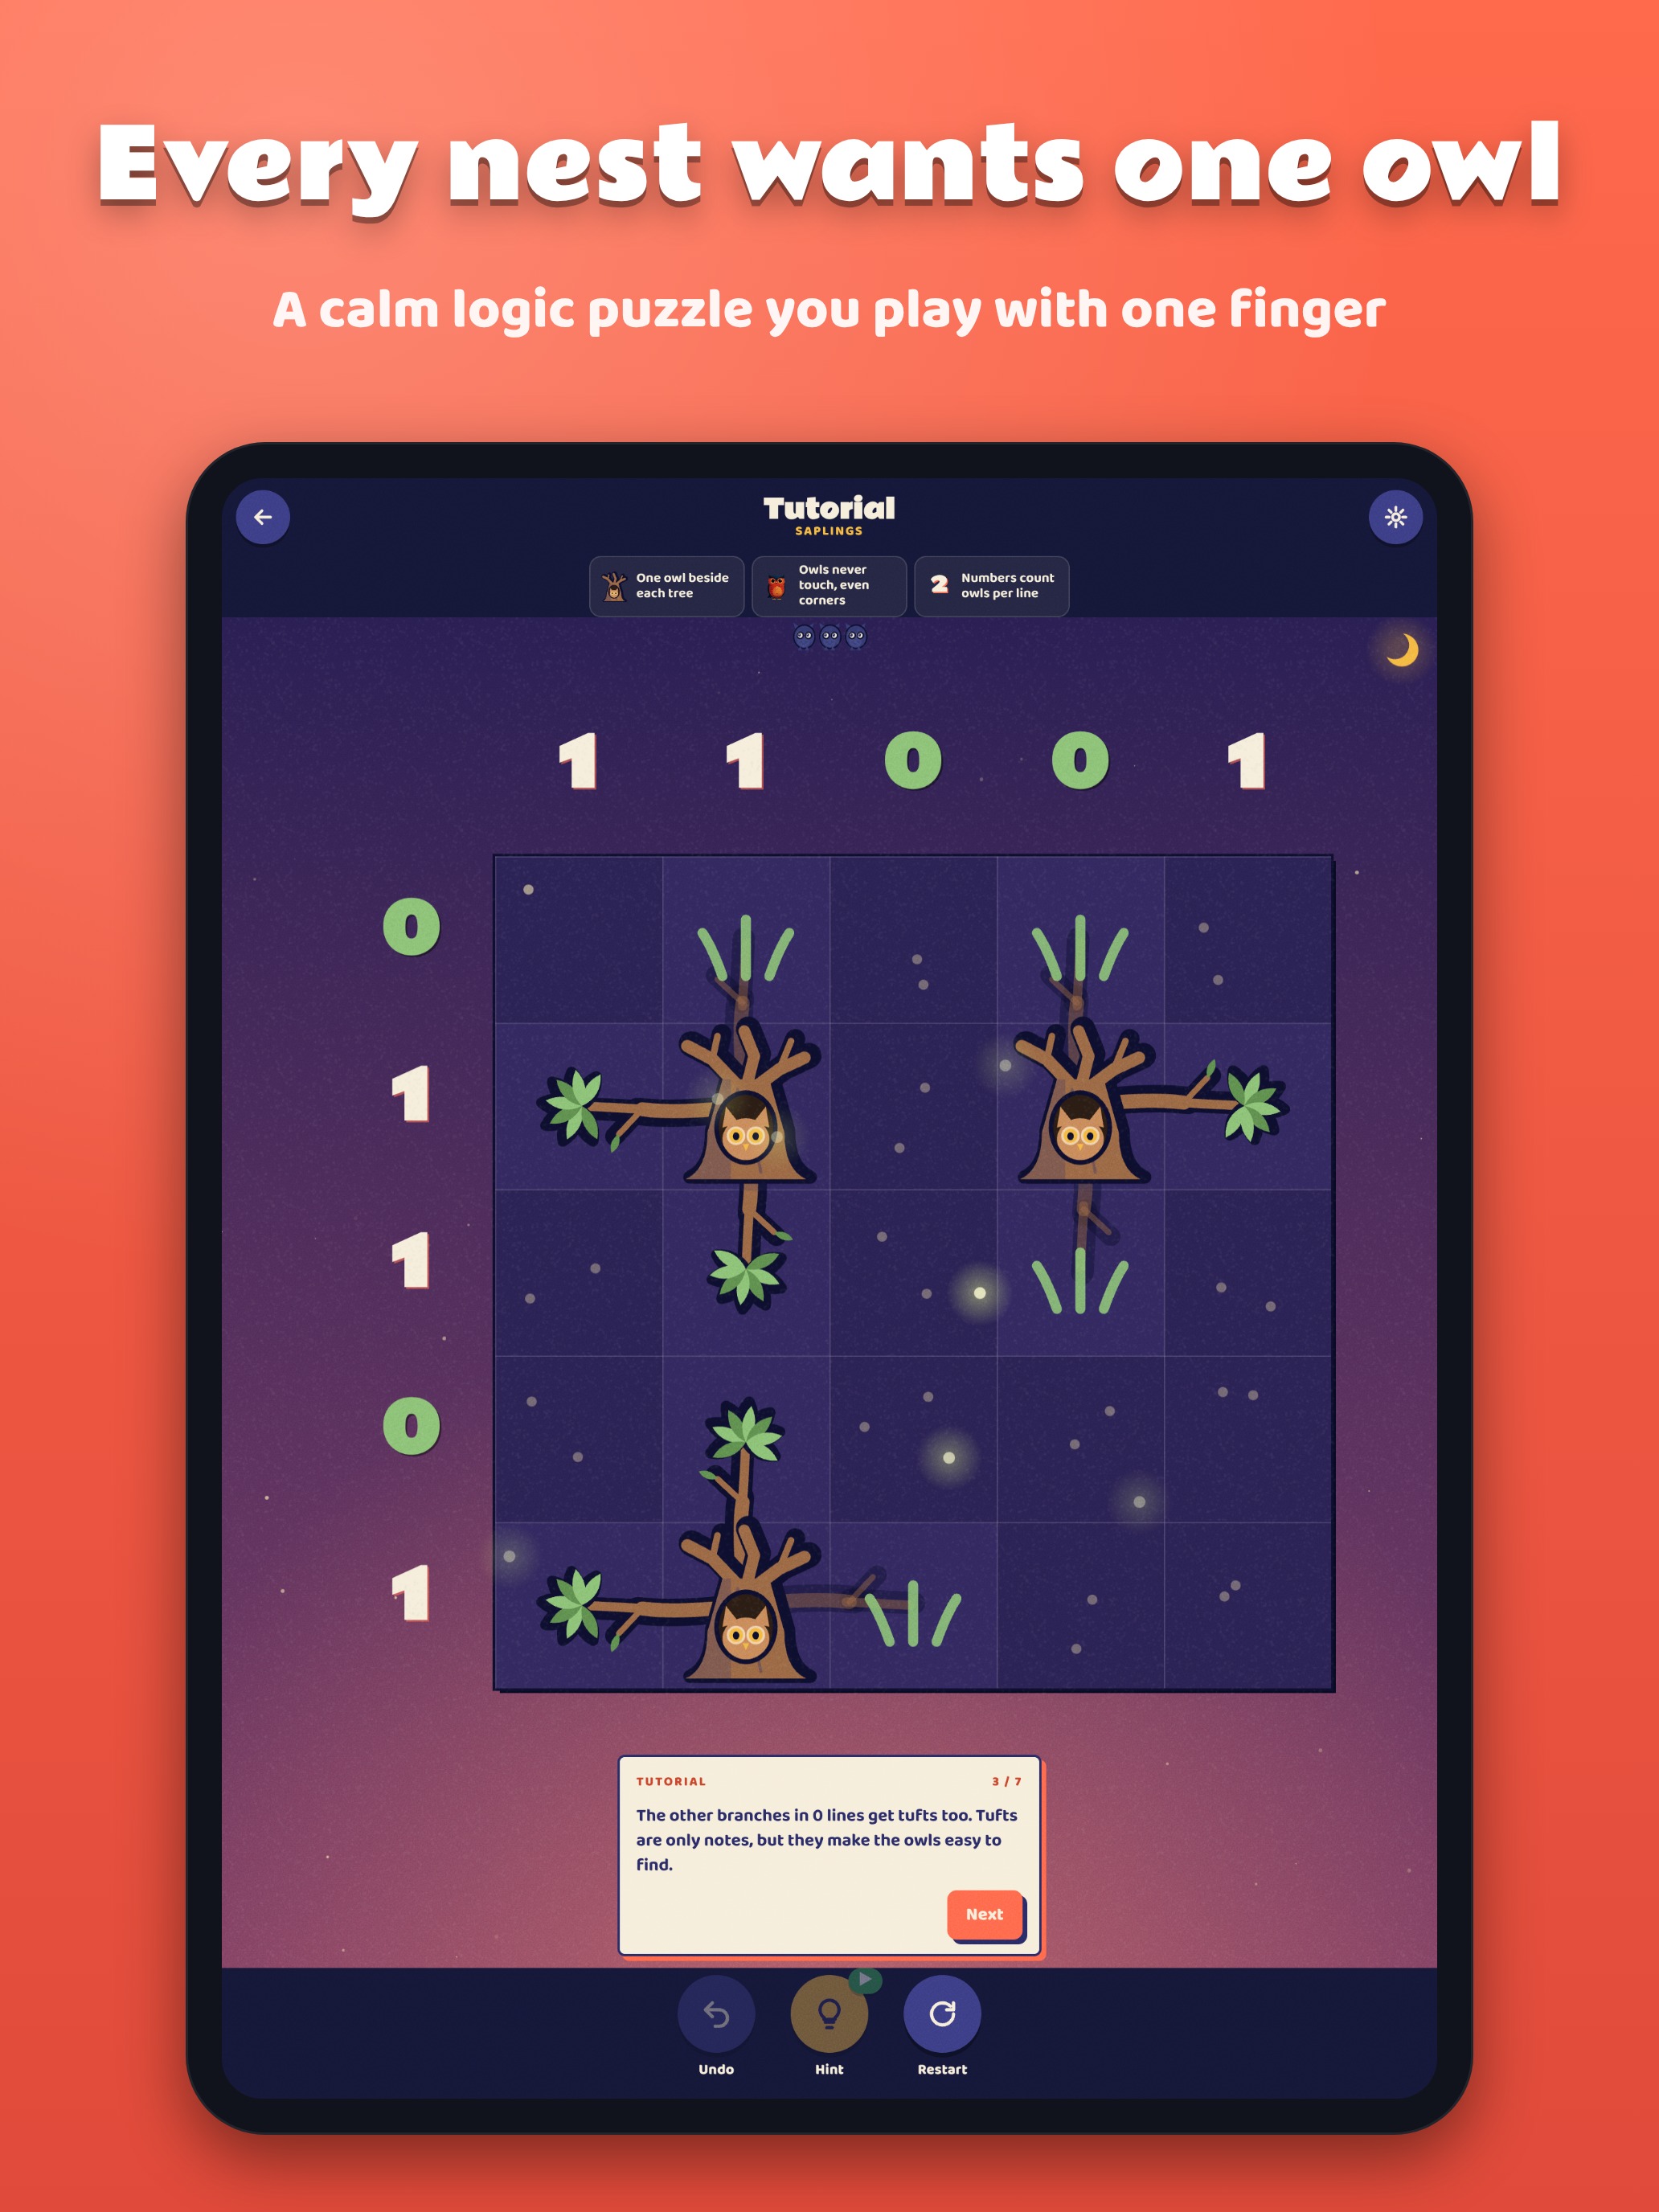 Every nest wants one owl
A calm logic puzzle you play with one finger
Tutorial
SAPLINGS
One owl beside
each tree
Owls never
touch, even
corners
2
Numbers count
owls per line
1 1 0 0 1
0
1
1
0
1
TUTORIAL 3 / 7
The other branches in 0 lines get tufts too. Tufts
are only notes, but they make the owls easy to
find.
Next
Undo Hint Restart